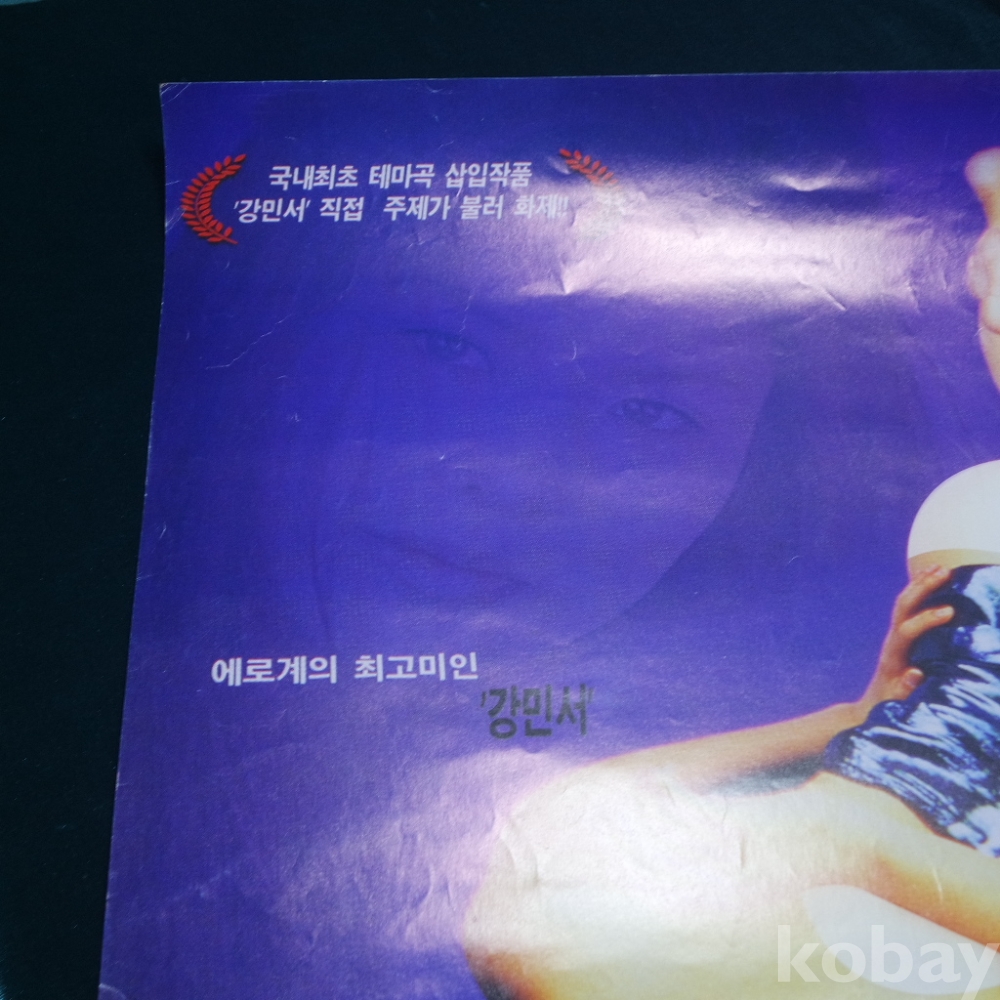 국내최초 테마곡 삽입작품
'강민서' 직접 주제가 불러 화제!!
에로계의 최고미인
'강민서'
kobay